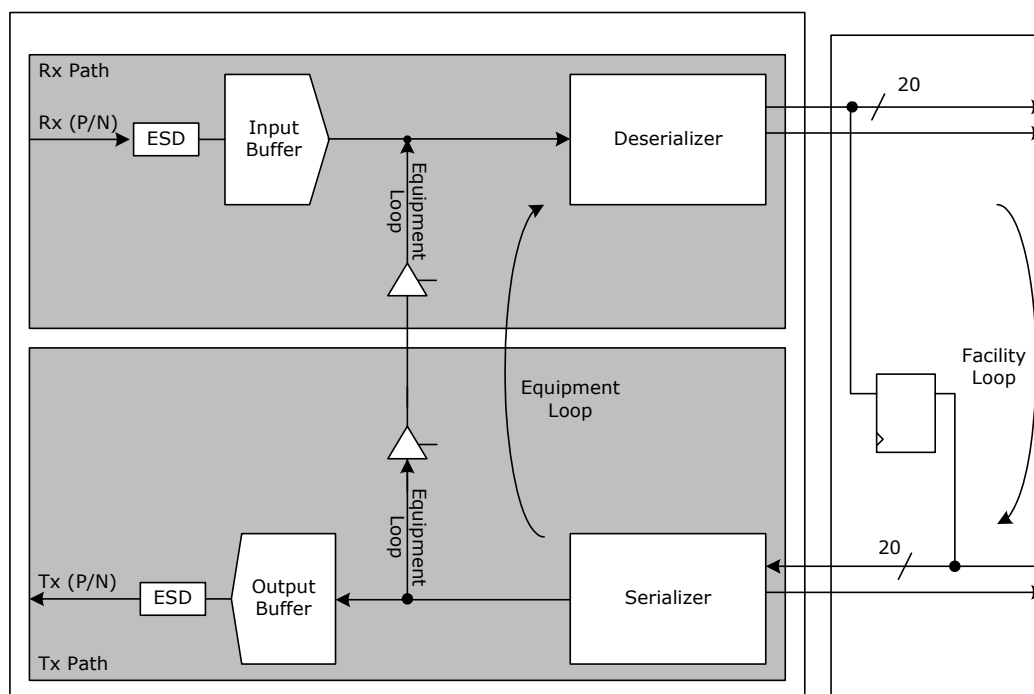 Rx Path
20
Rx (P/N)
ESD
Input
Buffer
Deserializer
Equipment
Loop
Equipment
Loop
Facility
Loop
Equipment
Loop
20
Tx (P/N)
ESD
Output
Buffer
Serializer
Tx Path